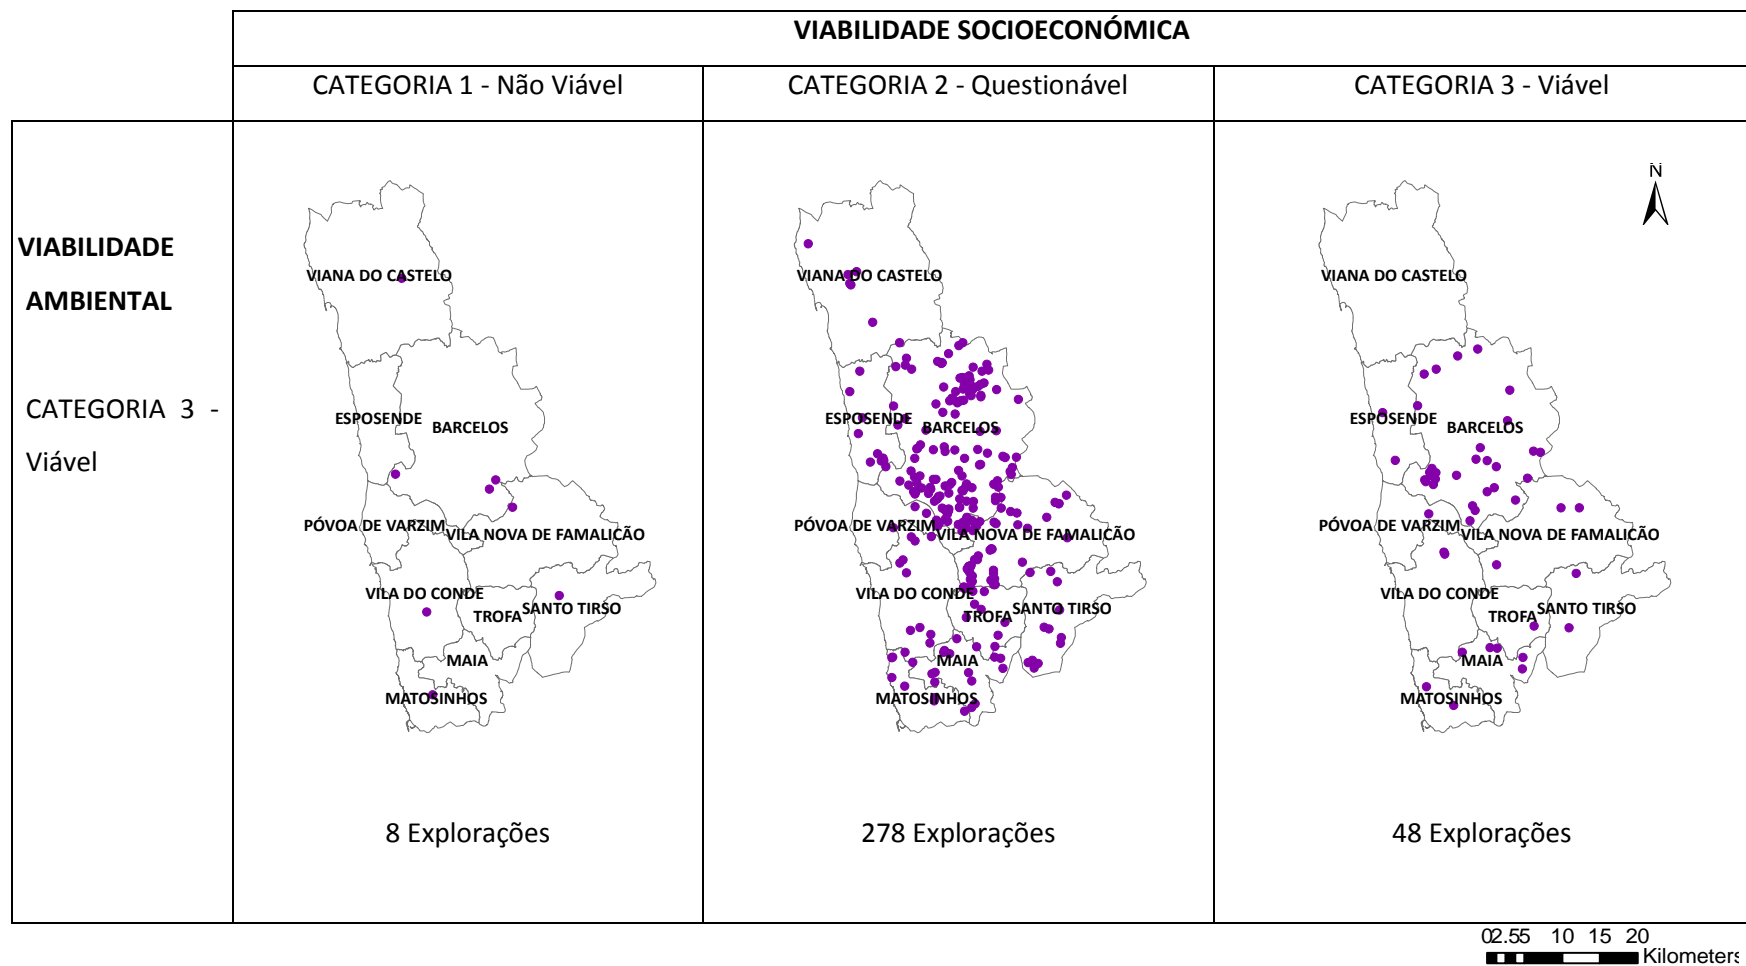 VIABILIDADE SOCIOECONÓMICA
CATEGORIA 1 - Não Viável
CATEGORIA 2 - Questionável
CATEGORIA 3 - Viável
VIABILIDADE
AMBIENTAL
CATEGORIA 3 -
Viável
VIANA DO CASTELO
ESPOSENDE
BARCELOS
PÓVOA DE VARZIM
VILA NOVA DE FAMALICÃO
VILA DO CONDE
TROFA
SANTO TIRSO
MAIA
MATOSINHOS
8 Explorações
VIANA DO CASTELO
ESPOSENDE
BARCELOS
PÓVOA DE VARZIM
VILA NOVA DE FAMALICÃO
VILA DO CONDE
TROFA
SANTO TIRSO
MAIA
MATOSINHOS
278 Explorações
N
VIANA DO CASTELO
ESPOSENDE
BARCELOS
PÓVOA DE VARZIM
VILA NOVA DE FAMALICÃO
VILA DO CONDE
TROFA
SANTO TIRSO
MAIA
MATOSINHOS
48 Explorações
0 2.5 5 10 15 20
Kilometers